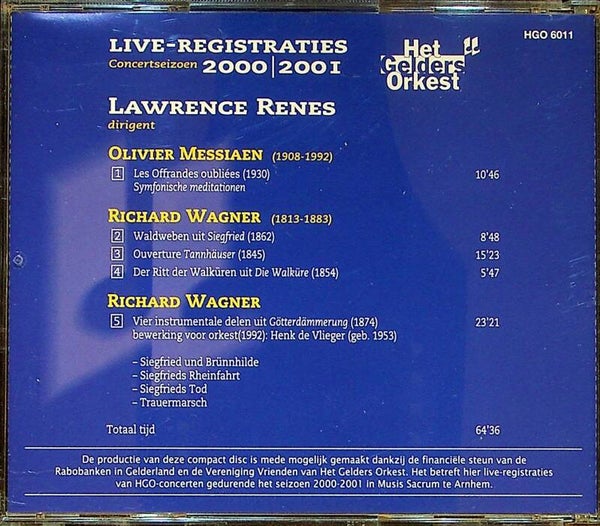 HGO 6011
LIVE-REGISTRATIES
Concertseizoen 2000|2001
Het
Gelders
Orkest
LAWRENCE RENES
dirigent
OLIVIER MESSIAEN (1908-1992)
1 Les Offrandes oubliées (1930) 10'46
Symfonische meditationen
RICHARD WAGNER (1813-1883)
2 Waldweben uit Siegfried (1862) 8'48
3 Ouverture Tannhäuser (1845) 15'23
4 Der Ritt der Walküren uit Die Walküre (1854) 5'47
RICHARD WAGNER
5 Vier instrumentale delen uit Götterdämmerung (1874) 23'21
bewerking voor orkest(1992): Henk de Vlieger (geb. 1953)
– Siegfried und Brünnhilde
– Siegfrieds Rheinfahrt
– Siegfrieds Tod
– Trauermarsch
Totaal tijd 64'36
De productie van deze compact disc is mede mogelijk gemaakt dankzij de financiële steun van de
Rabobanken in Gelderland en de Vereniging Vrienden van Het Gelders Orkest. Het betreft hier live-registraties
van HGO-concerten gedurende het seizoen 2000-2001 in Musis Sacrum te Arnhem.